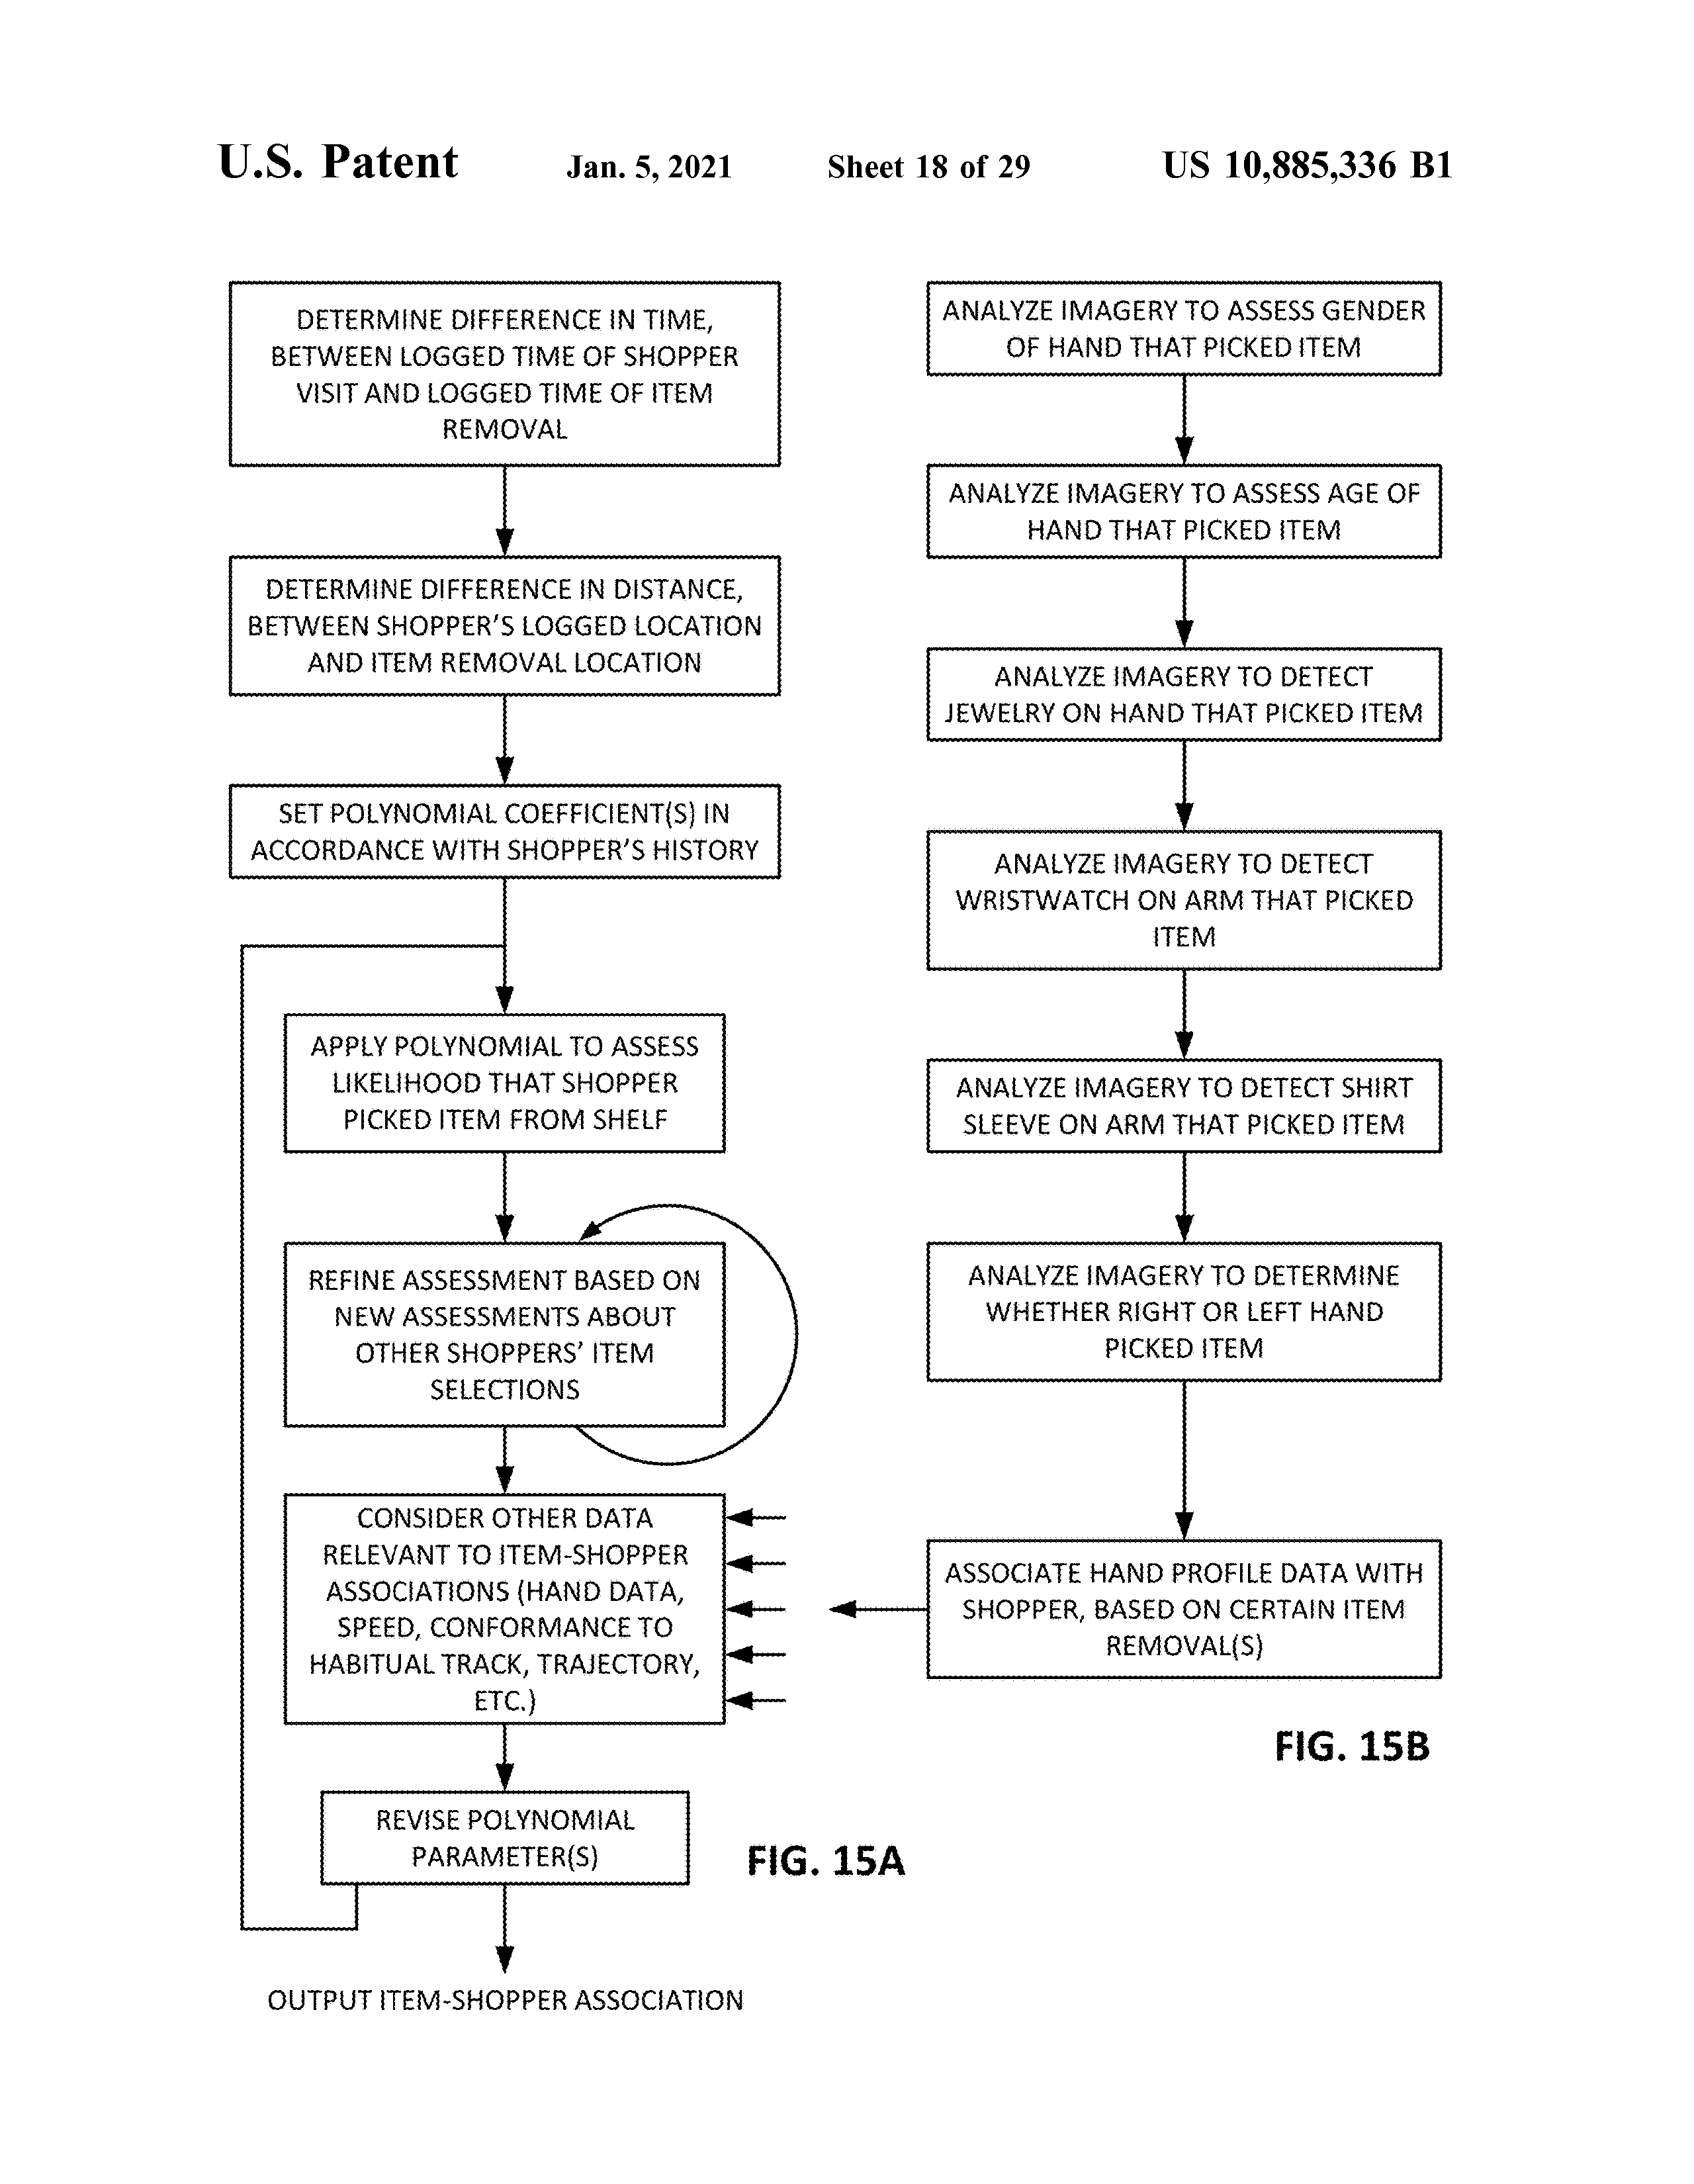 U.S. Patent Jan. 5, 2021 Sheet 18 of 29 US 10,885,336 B1
DETERMINE DIFFERENCE IN TIME,
BETWEEN LOGGED TIME OF SHOPPER
VISIT AND LOGGED TIME OF ITEM
REMOVAL
DETERMINE DIFFERENCE IN DISTANCE,
BETWEEN SHOPPER’S LOGGED LOCATION
AND ITEM REMOVAL LOCATION
SET POLYNOMIAL COEFFICIENT(S) IN
ACCORDANCE WITH SHOPPER’S HISTORY
APPLY POLYNOMIAL TO ASSESS
LIKELIHOOD THAT SHOPPER
PICKED ITEM FROM SHELF
REFINE ASSESSMENT BASED ON
NEW ASSESSMENTS ABOUT
OTHER SHOPPERS’ ITEM
SELECTIONS
CONSIDER OTHER DATA
RELEVANT TO ITEM-SHOPPER
ASSOCIATIONS (HAND DATA,
SPEED, CONFORMANCE TO
HABITUAL TRACK, TRAJECTORY,
ETC.)
REVISE POLYNOMIAL
PARAMETER(S)
OUTPUT ITEM-SHOPPER ASSOCIATION
FIG. 15A
ANALYZE IMAGERY TO ASSESS GENDER
OF HAND THAT PICKED ITEM
ANALYZE IMAGERY TO ASSESS AGE OF
HAND THAT PICKED ITEM
ANALYZE IMAGERY TO DETECT
JEWELRY ON HAND THAT PICKED ITEM
ANALYZE IMAGERY TO DETECT
WRISTWATCH ON ARM THAT PICKED
ITEM
ANALYZE IMAGERY TO DETECT SHIRT
SLEEVE ON ARM THAT PICKED ITEM
ANALYZE IMAGERY TO DETERMINE
WHETHER RIGHT OR LEFT HAND
PICKED ITEM
ASSOCIATE HAND PROFILE DATA WITH
SHOPPER, BASED ON CERTAIN ITEM
REMOVAL(S)
FIG. 15B